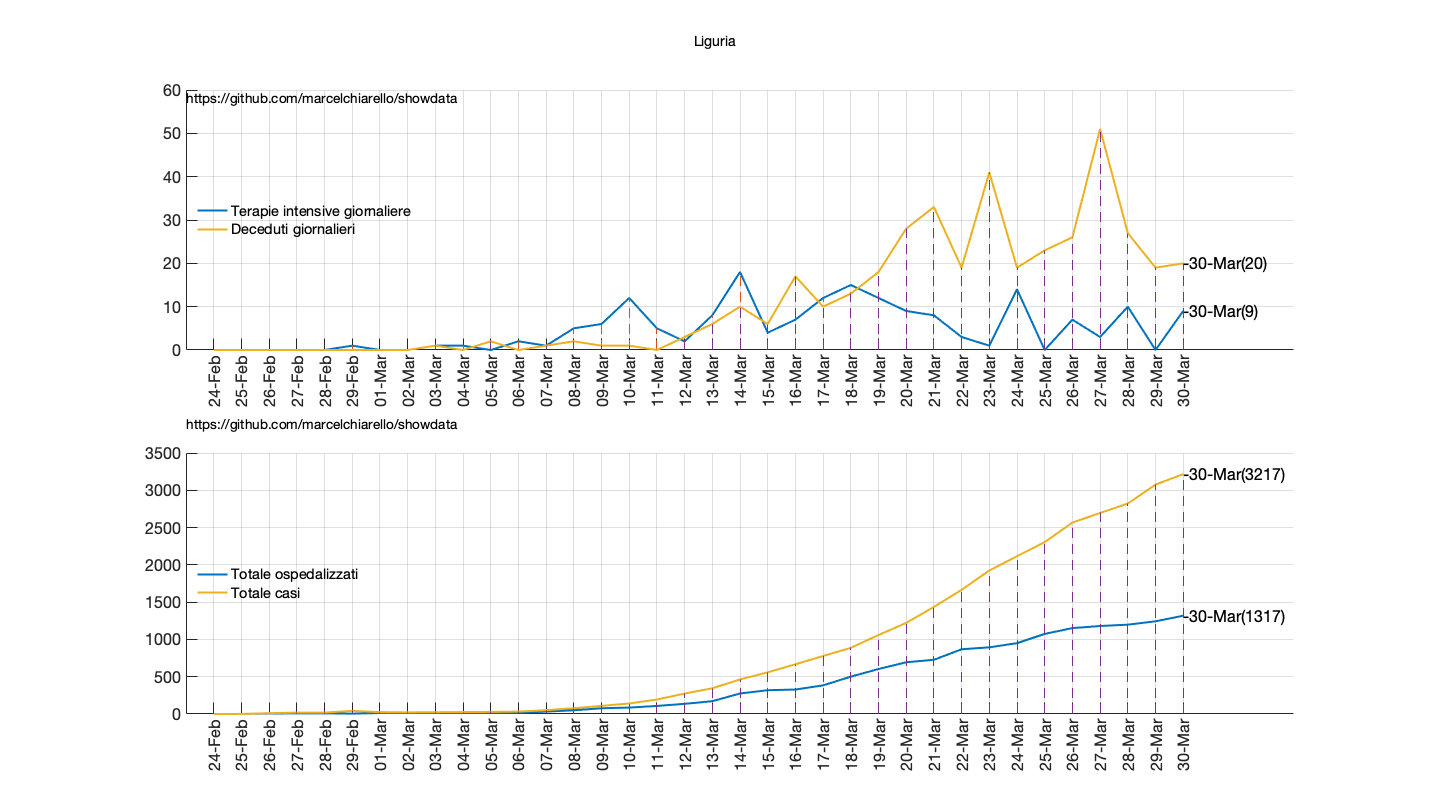 Liguria
60
https://github.com/marcelchiarello/showdata
50
40
30
20
10
0
Terapie intensive giornaliere
Deceduti giornalieri
30-Mar(20)
30-Mar(9)
24-Feb
25-Feb
26-Feb
27-Feb
28-Feb
29-Feb
01-Mar
02-Mar
03-Mar
04-Mar
05-Mar
06-Mar
07-Mar
08-Mar
09-Mar
10-Mar
11-Mar
12-Mar
13-Mar
14-Mar
15-Mar
16-Mar
17-Mar
18-Mar
19-Mar
20-Mar
21-Mar
22-Mar
23-Mar
24-Mar
25-Mar
26-Mar
27-Mar
28-Mar
29-Mar
30-Mar
https://github.com/marcelchiarello/showdata
3500
3000
2500
2000
1500
1000
500
0
Totale ospedalizzati
Totale casi
30-Mar(3217)
30-Mar(1317)
24-Feb
25-Feb
26-Feb
27-Feb
28-Feb
29-Feb
01-Mar
02-Mar
03-Mar
04-Mar
05-Mar
06-Mar
07-Mar
08-Mar
09-Mar
10-Mar
11-Mar
12-Mar
13-Mar
14-Mar
15-Mar
16-Mar
17-Mar
18-Mar
19-Mar
20-Mar
21-Mar
22-Mar
23-Mar
24-Mar
25-Mar
26-Mar
27-Mar
28-Mar
29-Mar
30-Mar